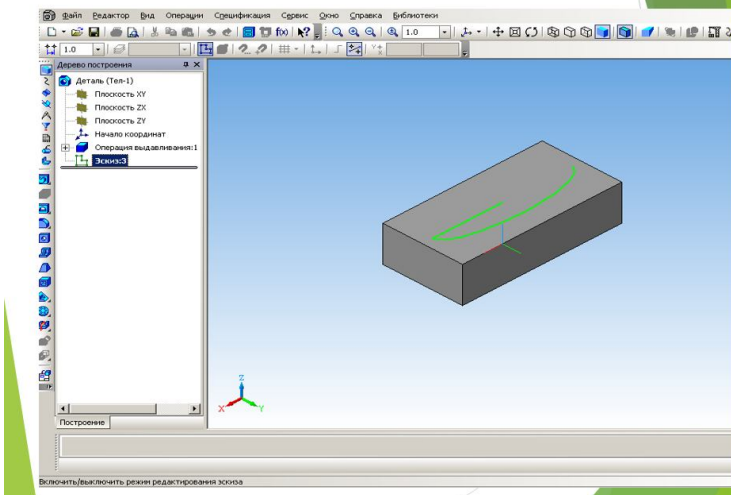 Файл Редактор Вид Операции Спецификация Сервис Окно Справка Библиотеки
f(x) 1.0
1.0
Дерево построения
Деталь (Тел-1)
Плоскость XY
Плоскость ZX
Плоскость ZY
Начало координат
Операция выдавливания:1
Эскиз:3
Z
X Y
Построение
Включить/выключить режим редактирования эскиза